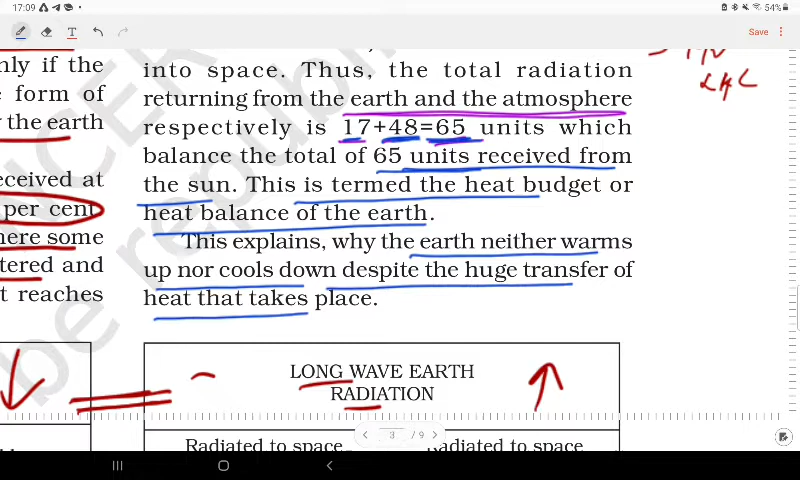 17:09
54%
T
Save
nly if the
form of
y the earth
eceived at
per cent
here some
tered and
t reaches
into space. Thus, the total radiation
returning from the earth and the atmosphere
respectively is 17+48=65 units which
balance the total of 65 units received from
the sun. This is termed the heat budget or
heat balance of the earth.
This explains, why the earth neither warms
up nor cools down despite the huge transfer of
heat that takes place.
LONG WAVE EARTH
RADIATION
Radiated to space
Radiated to space
3 / 9